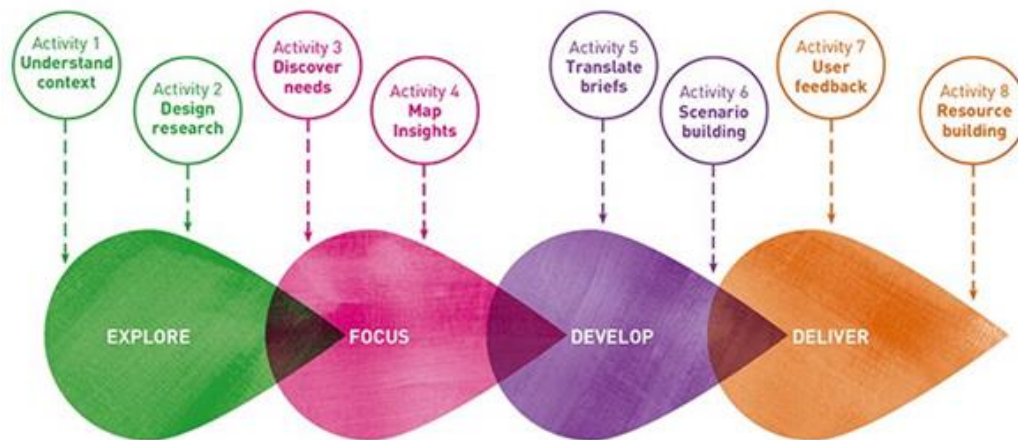 Activity 1
Understand
context
Activity 2
Design
research
Activity 3
Discover
needs
Activity 4
Map
Insights
Activity 5
Translate
briefs
Activity 6
Scenario
building
Activity 7
User
feedback
Activity 8
Resource
building
EXPLORE
FOCUS
DEVELOP
DELIVER